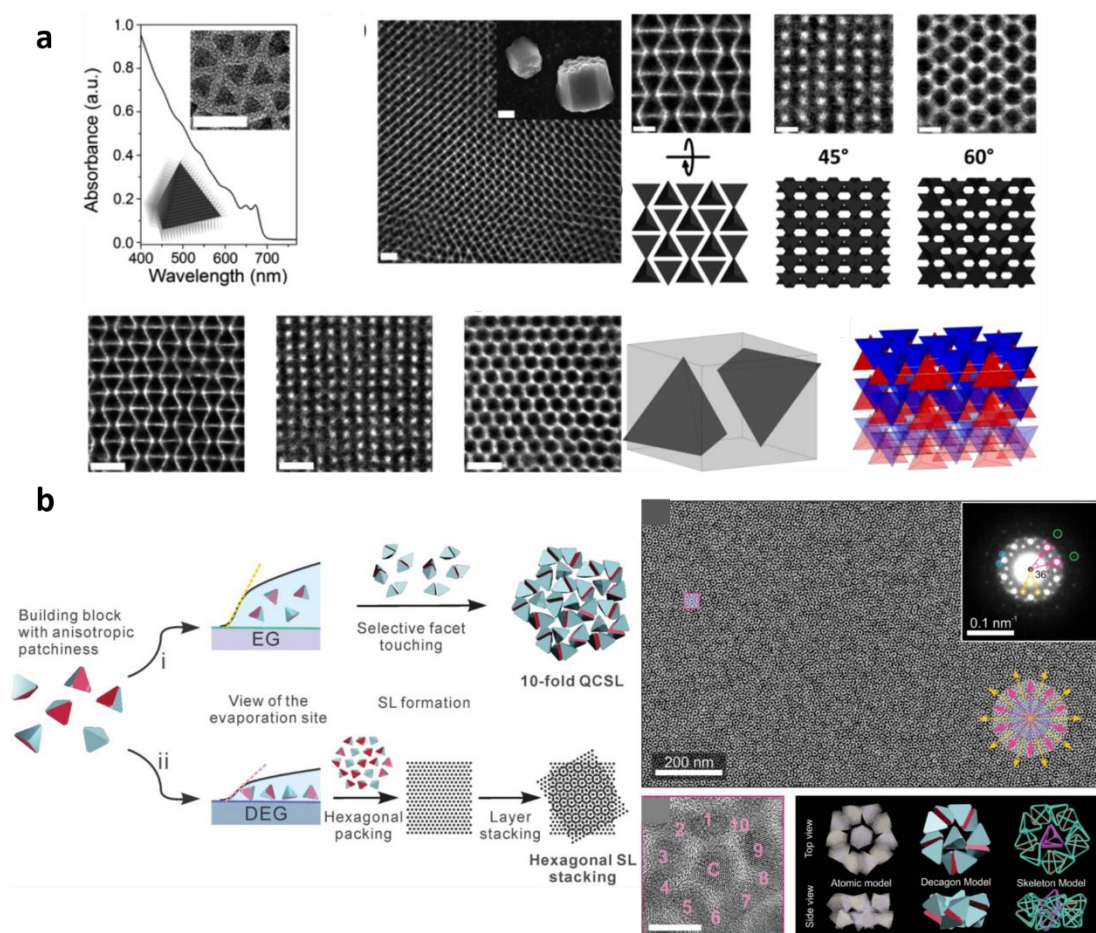 a
1.0
0.8
0.6
0.4
0.2
0.0
Absorbance (a.u.)
400 500 600 700
Wavelength (nm)
45°
60°
b
Building block
with anisotropic
patchiness
i
ii
EG
Selective facet
touching
10-fold QCSL
View of the
evaporation site
SL formation
DEG
Hexagonal
packing
Layer
stacking
Hexagonal SL
stacking
36°
0.1 nm⁻¹
200 nm
1
2
3
4
5
6
7
8
9
10
C
Top view
Atomic model
Decagon Model
Skeleton Model
Side view